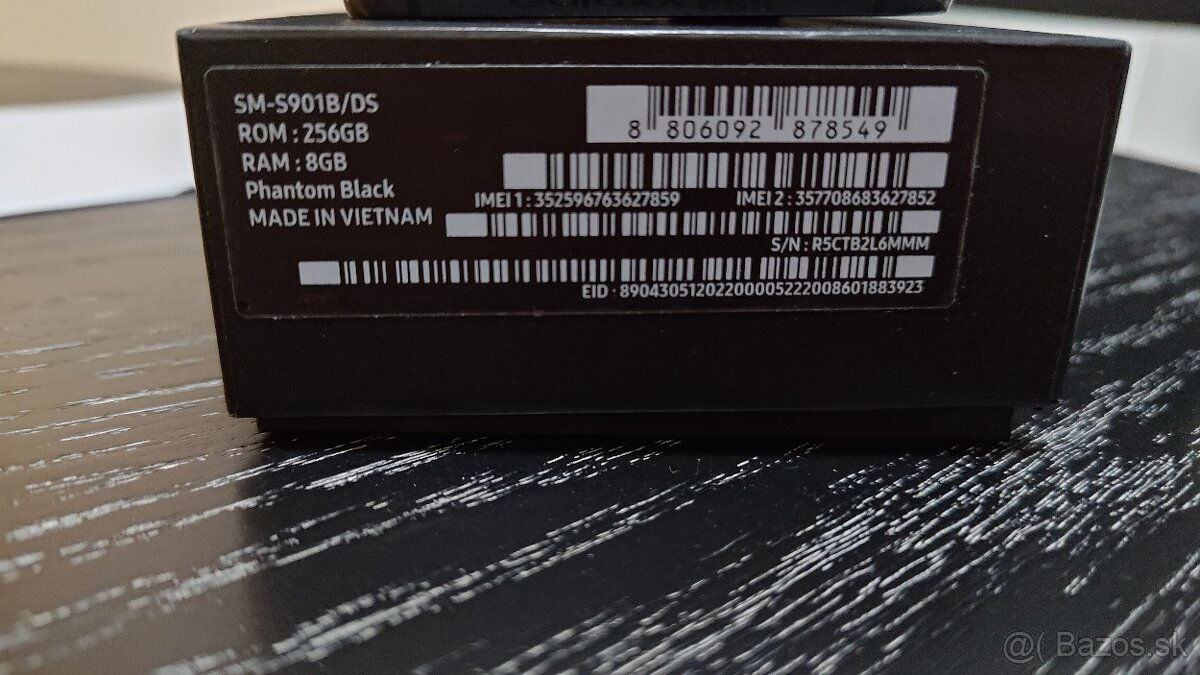 SM-S901B/DS
ROM : 256GB
RAM : 8GB
Phantom Black
MADE IN VIETNAM
8 806092 878549
IMEI 1 : 352596763627859 IMEI 2 : 357708683627852
S/N : R5CTB2L6MMM
EID : 89043051202200005222008601883923
@( Bazos.sk